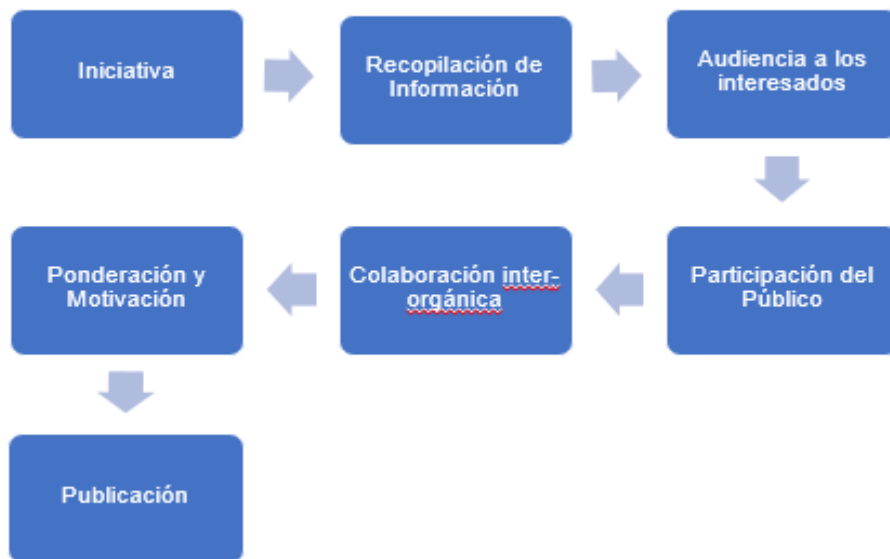 Iniciativa
Recopilación de
Información
Audiencia a los
interesados
Participación del
Público
Colaboración inter-
orgánica
Ponderación y
Motivación
Publicación